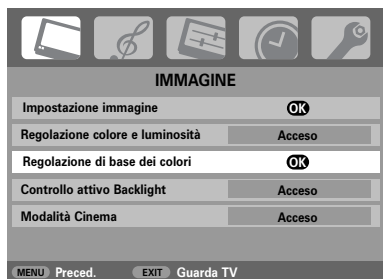 IMMAGINE
Impostazione immagine OK
Regolazione colore e luminosità Acceso
Regolazione di base dei colori OK
Controllo attivo Backlight Acceso
Modalità Cinema Acceso
MENU Preced. EXIT Guarda TV